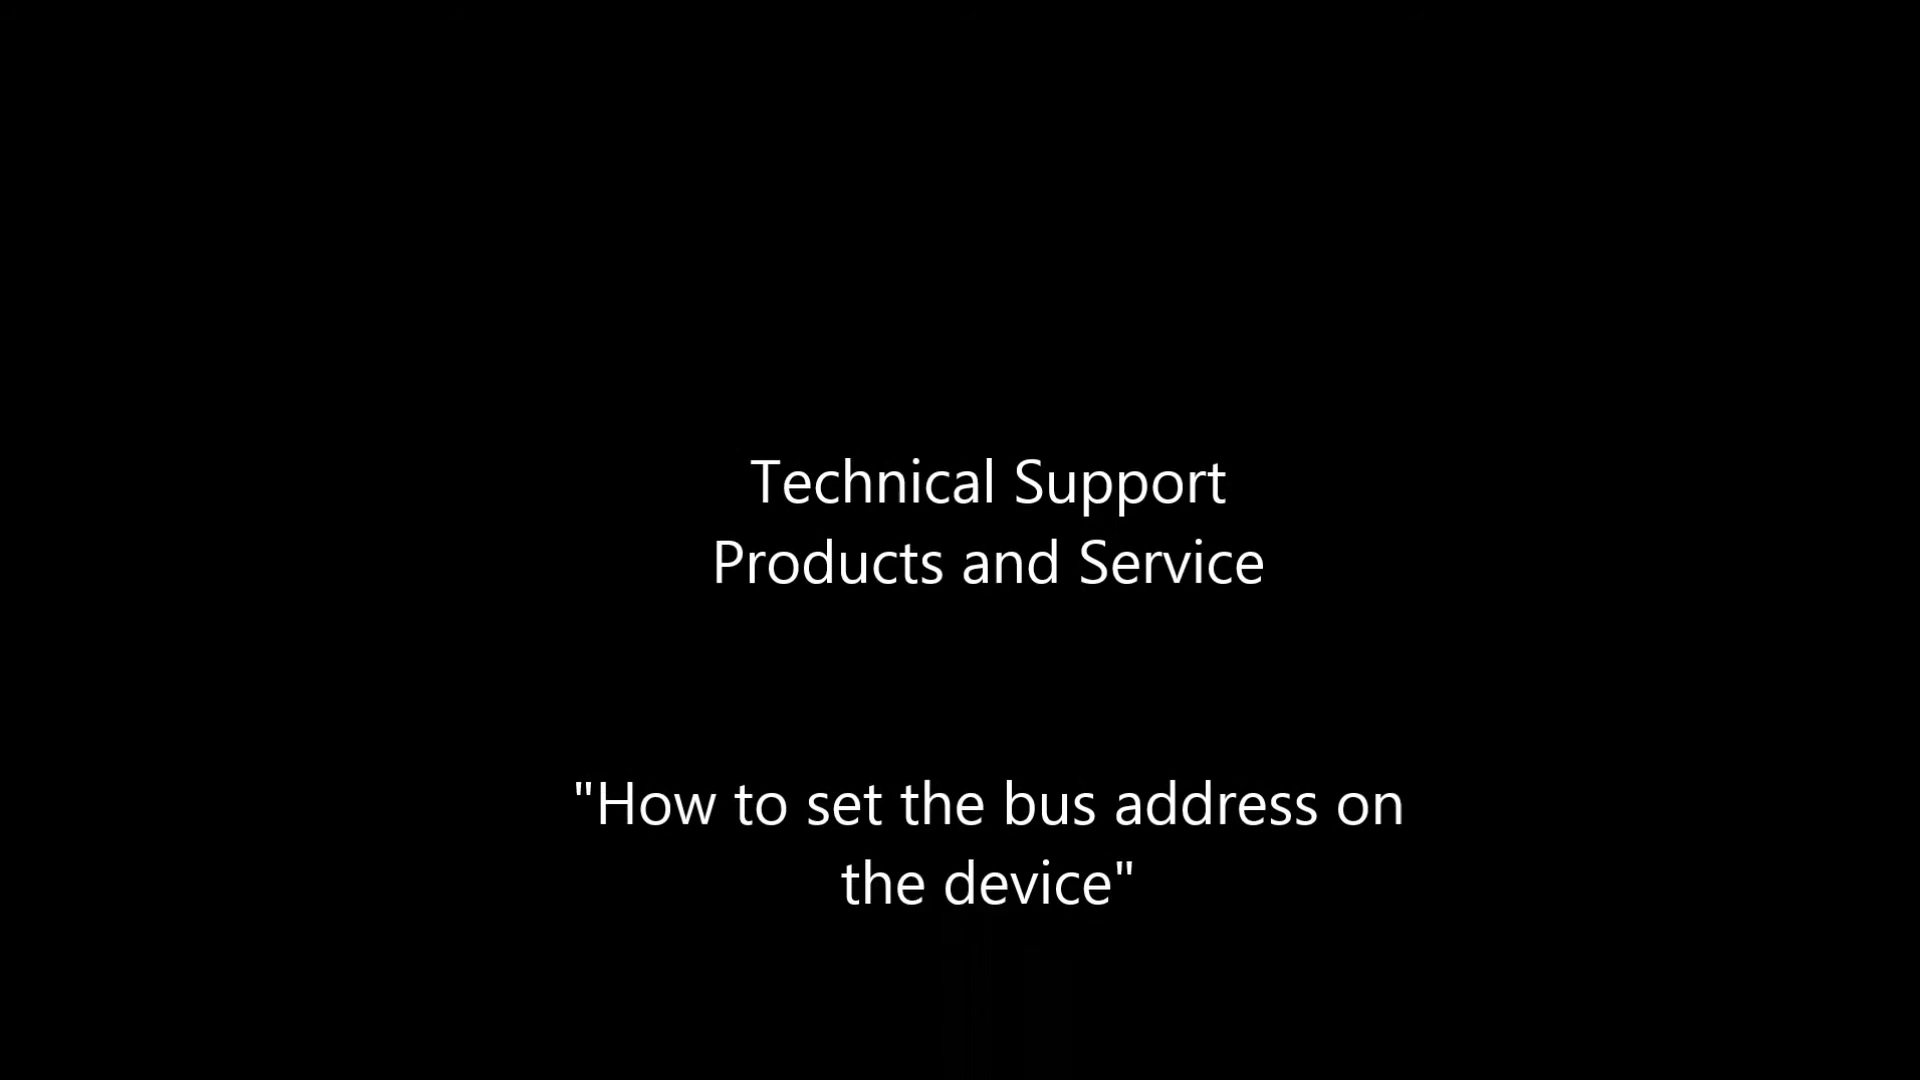 Technical Support
Products and Service
"How to set the bus address on
the device"